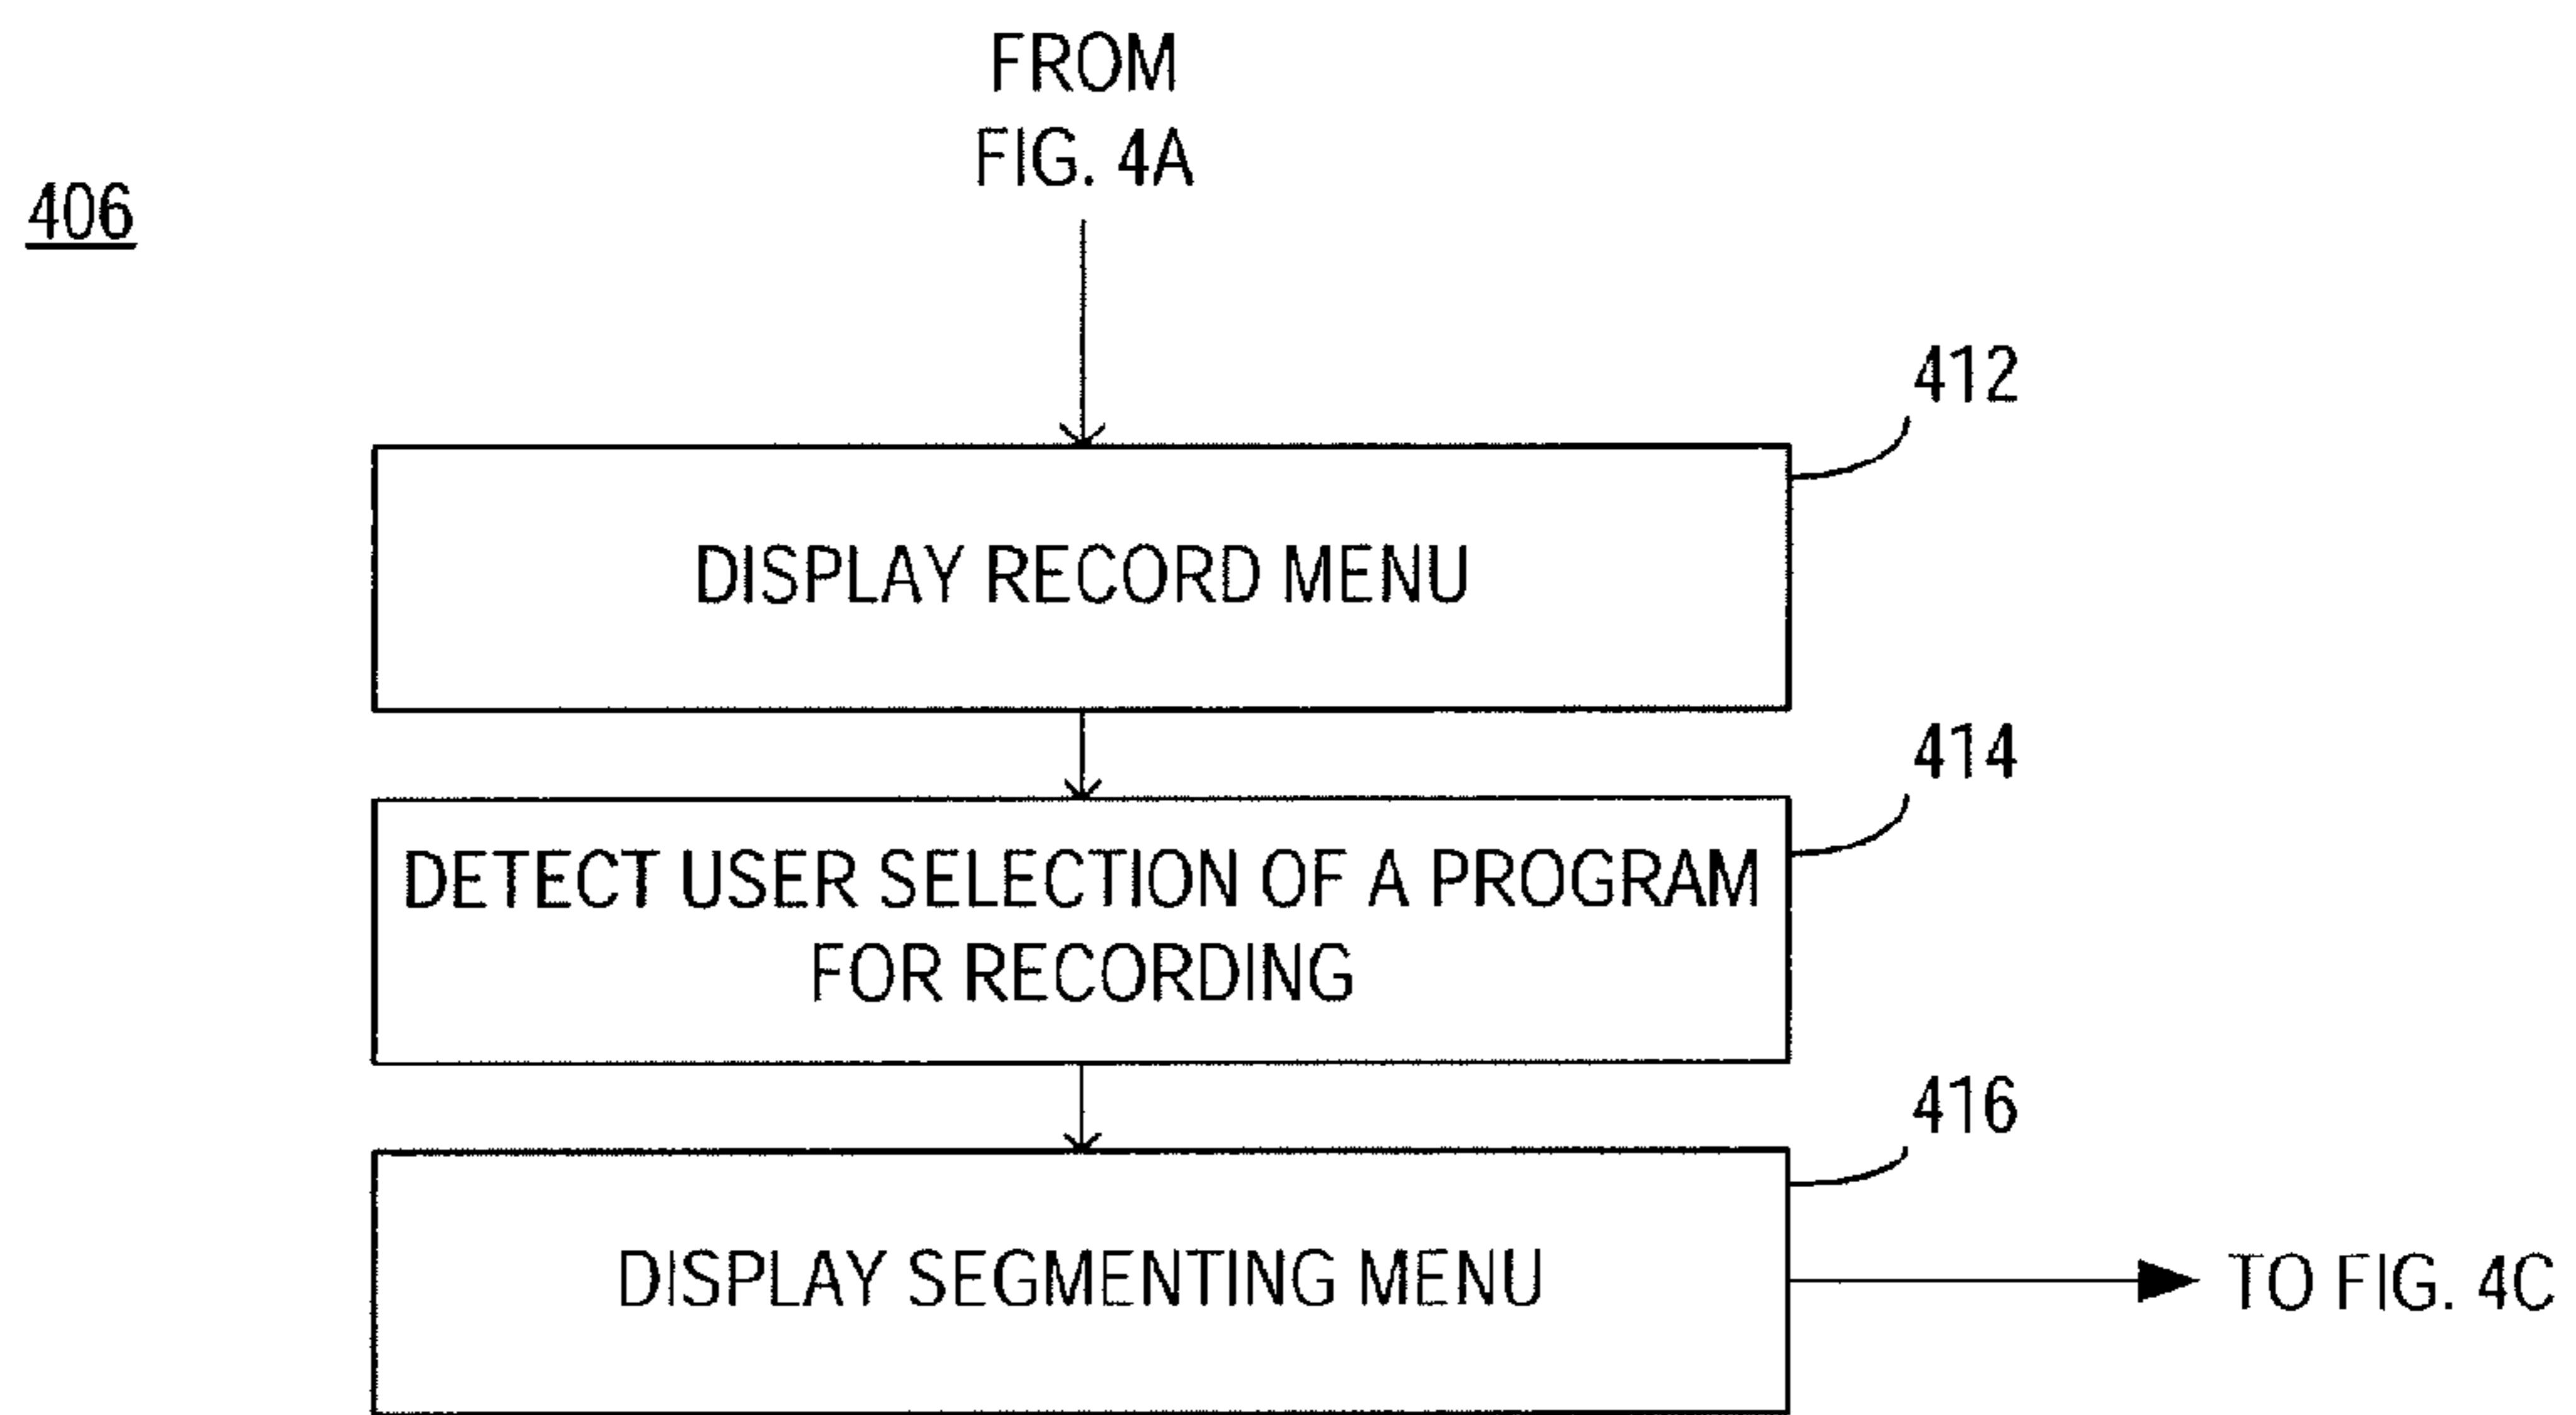 FROM
FIG. 4A
406
412
DISPLAY RECORD MENU
414
DETECT USER SELECTION OF A PROGRAM
FOR RECORDING
416
DISPLAY SEGMENTING MENU
TO FIG. 4C